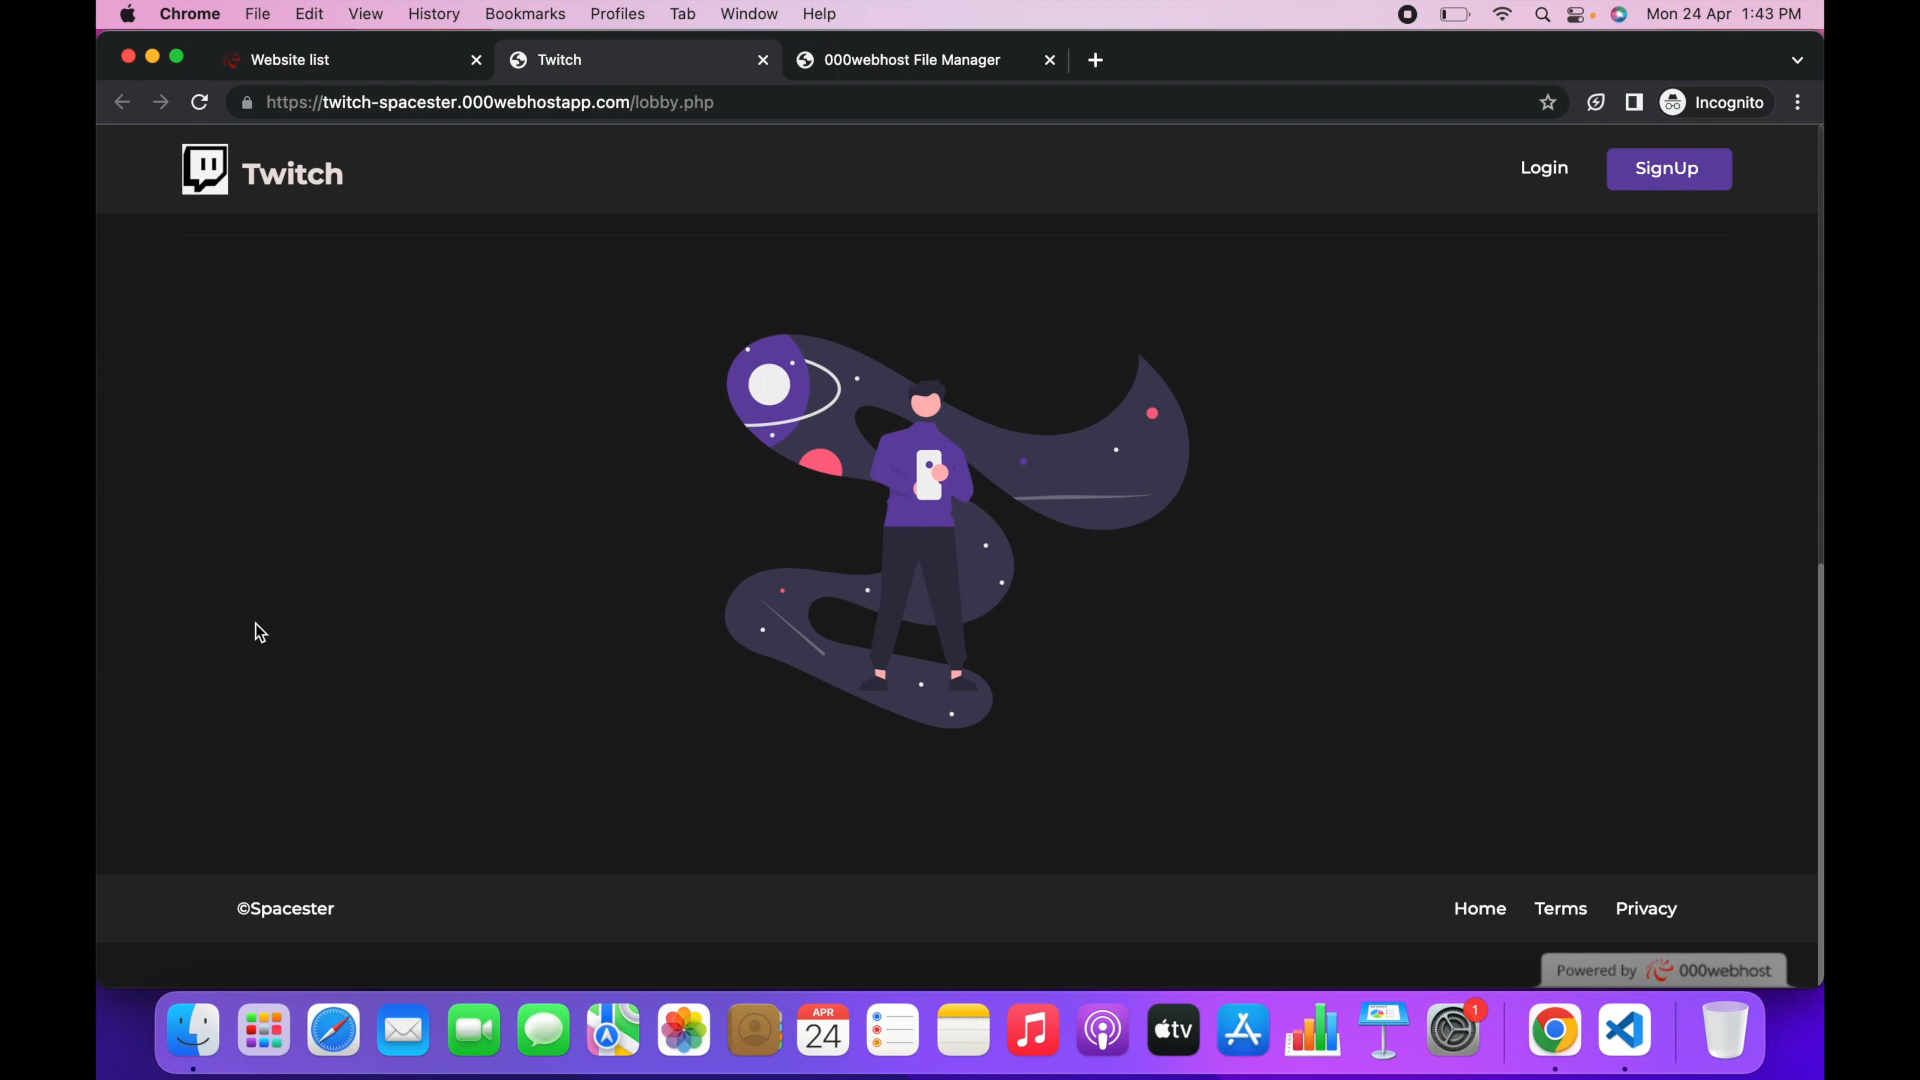 Chrome File Edit View History Bookmarks Profiles Tab Window Help Mon 24 Apr 1:43 PM
Website list Twitch 000webhost File Manager
https://twitch-spacester.000webhostapp.com/lobby.php Incognito
Twitch Login SignUp
©Spacester Home Terms Privacy
Powered by 000webhost
APR
24
tv
1